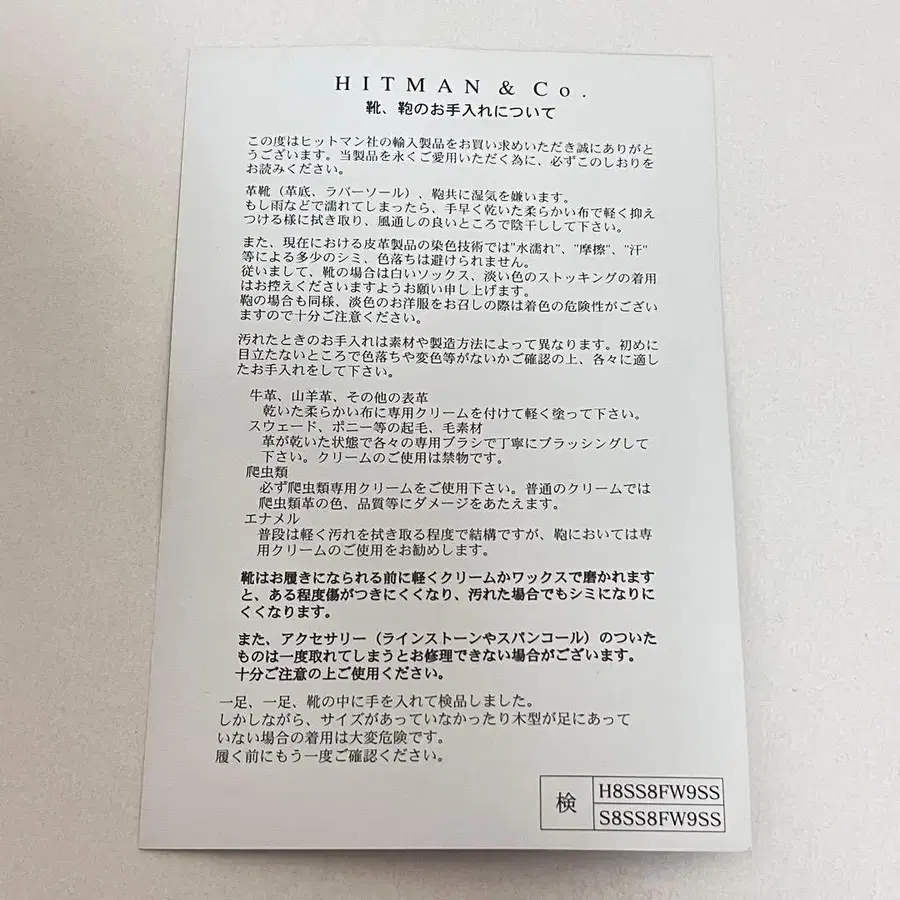 HITMAN & Co.
靴、鞄のお手入れについて
この度はヒットマン社の輸入製品をお買い求めいただき誠にありがと
うございます。当製品を永くご愛用いただく為に、必ずこのしおりを
お読みください。
革靴（革底、ラバーソール）、鞄共に湿気を嫌います。
もし雨などで濡れてしまったら、手早く乾いた柔らかい布で軽く抑え
つける様に拭き取り、風通しの良いところで陰干しして下さい。
また、現在における皮革製品の染色技術では"水濡れ"、"摩擦"、"汗"
等による多少のシミ、色落ちは避けられません。
従いまして、靴の場合は白いソックス、淡い色のストッキングの着用
はお控えくださいますようお願い申し上げます。
鞄の場合も同様、淡色のお洋服をお召しの際は着色の危険性がござい
ますので十分ご注意ください。
汚れたときのお手入れは素材や製造方法によって異なります。初めに
目立たないところで色落ちや変色等がないかご確認の上、各々に適し
たお手入れをして下さい。
牛革、山羊革、その他の表革
乾いた柔らかい布に専用クリームを付けて軽く塗って下さい。
スウェード、ポニー等の起毛、毛素材
革が乾いた状態で各々の専用ブラシで丁寧にブラッシングして
下さい。クリームのご使用は禁物です。
爬虫類
必ず爬虫類専用クリームをご使用下さい。普通のクリームでは
爬虫類革の色、品質等にダメージをあたえます。
エナメル
普段は軽く汚れを拭き取る程度で結構ですが、鞄においては専
用クリームのご使用をお勧めします。
靴はお履きになられる前に軽くクリームかワックスで磨かれます
と、ある程度傷がつきにくくなり、汚れた場合でもシミになりに
くくなります。
また、アクセサリー（ラインストーンやスパンコール）のついた
ものは一度取れてしまうとお修理できない場合がございます。
十分ご注意の上ご使用ください。
一足、一足、靴の中に手を入れて検品しました。
しかしながら、サイズがあっていなかったり木型が足にあって
いない場合の着用は大変危険です。
履く前にもう一度ご確認ください。
検
H8SS8FW9SS
S8SS8FW9SS